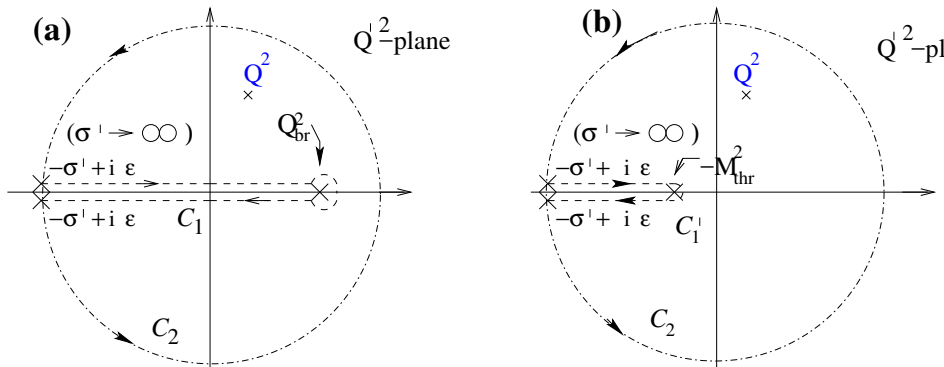 (a)
Q'²−plane
Q²
Q²br
(σ' → ∞)
−σ'+i ε
−σ'+i ε
C₁
C₂
(b)
Q'²−pl
Q²
(σ' → ∞)
−σ'+ i ε
−M²thr
−σ'+ i ε
C₁'
C₂